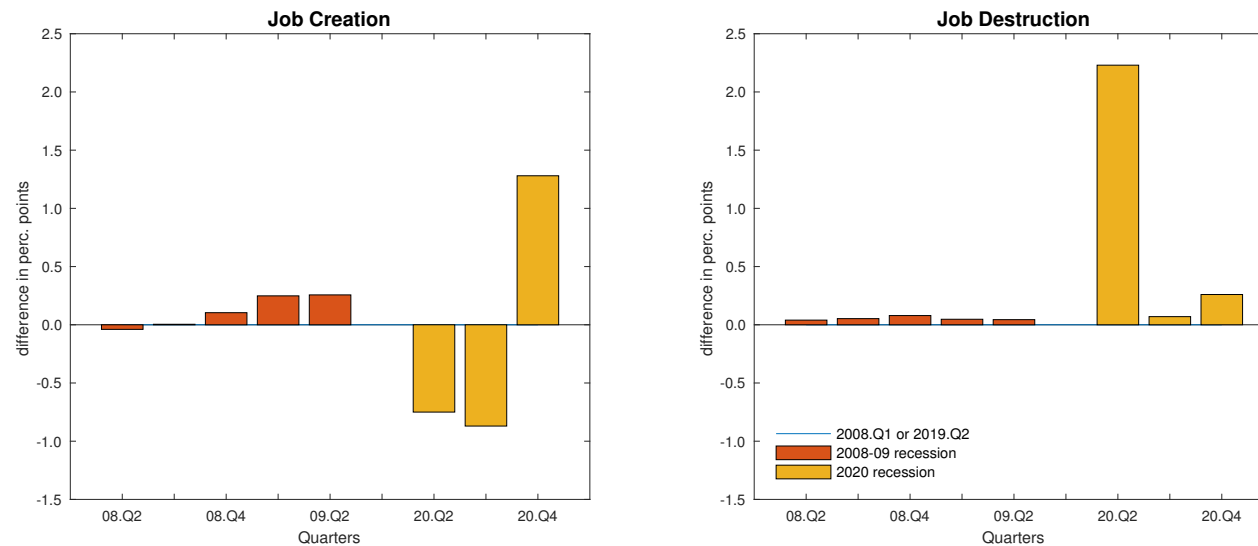 Job Creation
2.5
2.0
1.5
1.0
0.5
0.0
-0.5
-1.0
-1.5
difference in perc. points
08.Q2 08.Q4 09.Q2 20.Q2 20.Q4
Quarters
Job Destruction
2.5
2.0
1.5
1.0
0.5
0.0
-0.5
-1.0
-1.5
difference in perc. points
2008.Q1 or 2019.Q2
2008-09 recession
2020 recession
08.Q2 08.Q4 09.Q2 20.Q2 20.Q4
Quarters